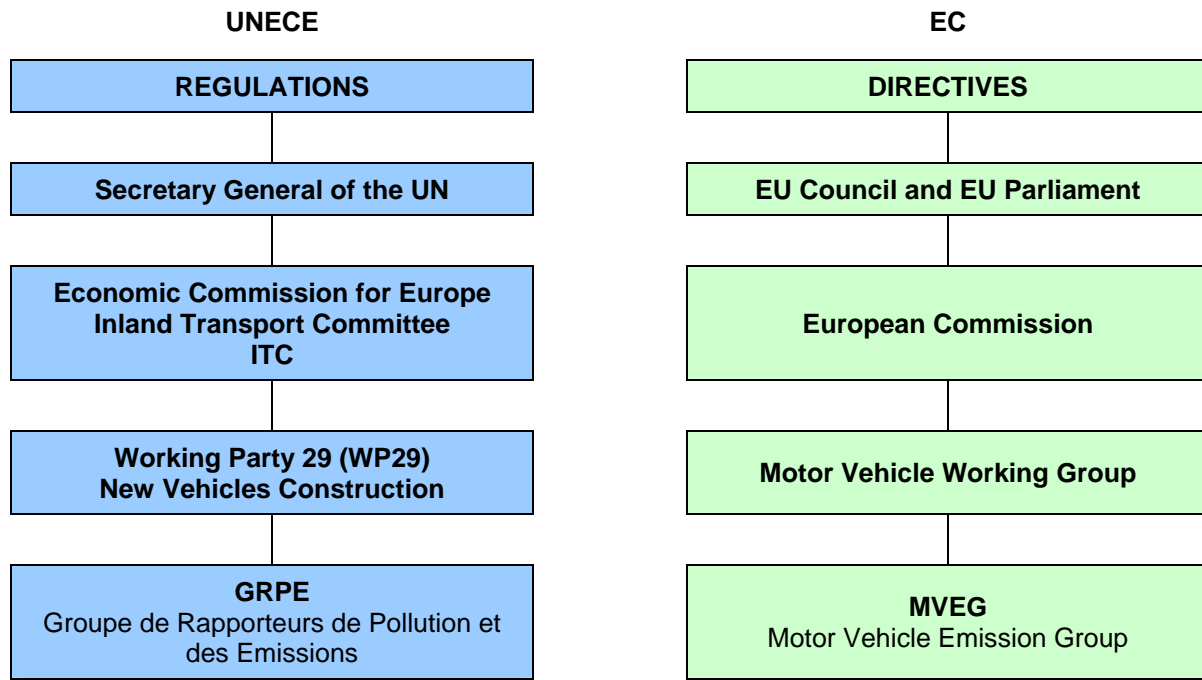 UNECE
REGULATIONS
Secretary General of the UN
Economic Commission for Europe
Inland Transport Committee
ITC
Working Party 29 (WP29)
New Vehicles Construction
GRPE
Groupe de Rapporteurs de Pollution et
des Emissions
EC
DIRECTIVES
EU Council and EU Parliament
European Commission
Motor Vehicle Working Group
MVEG
Motor Vehicle Emission Group